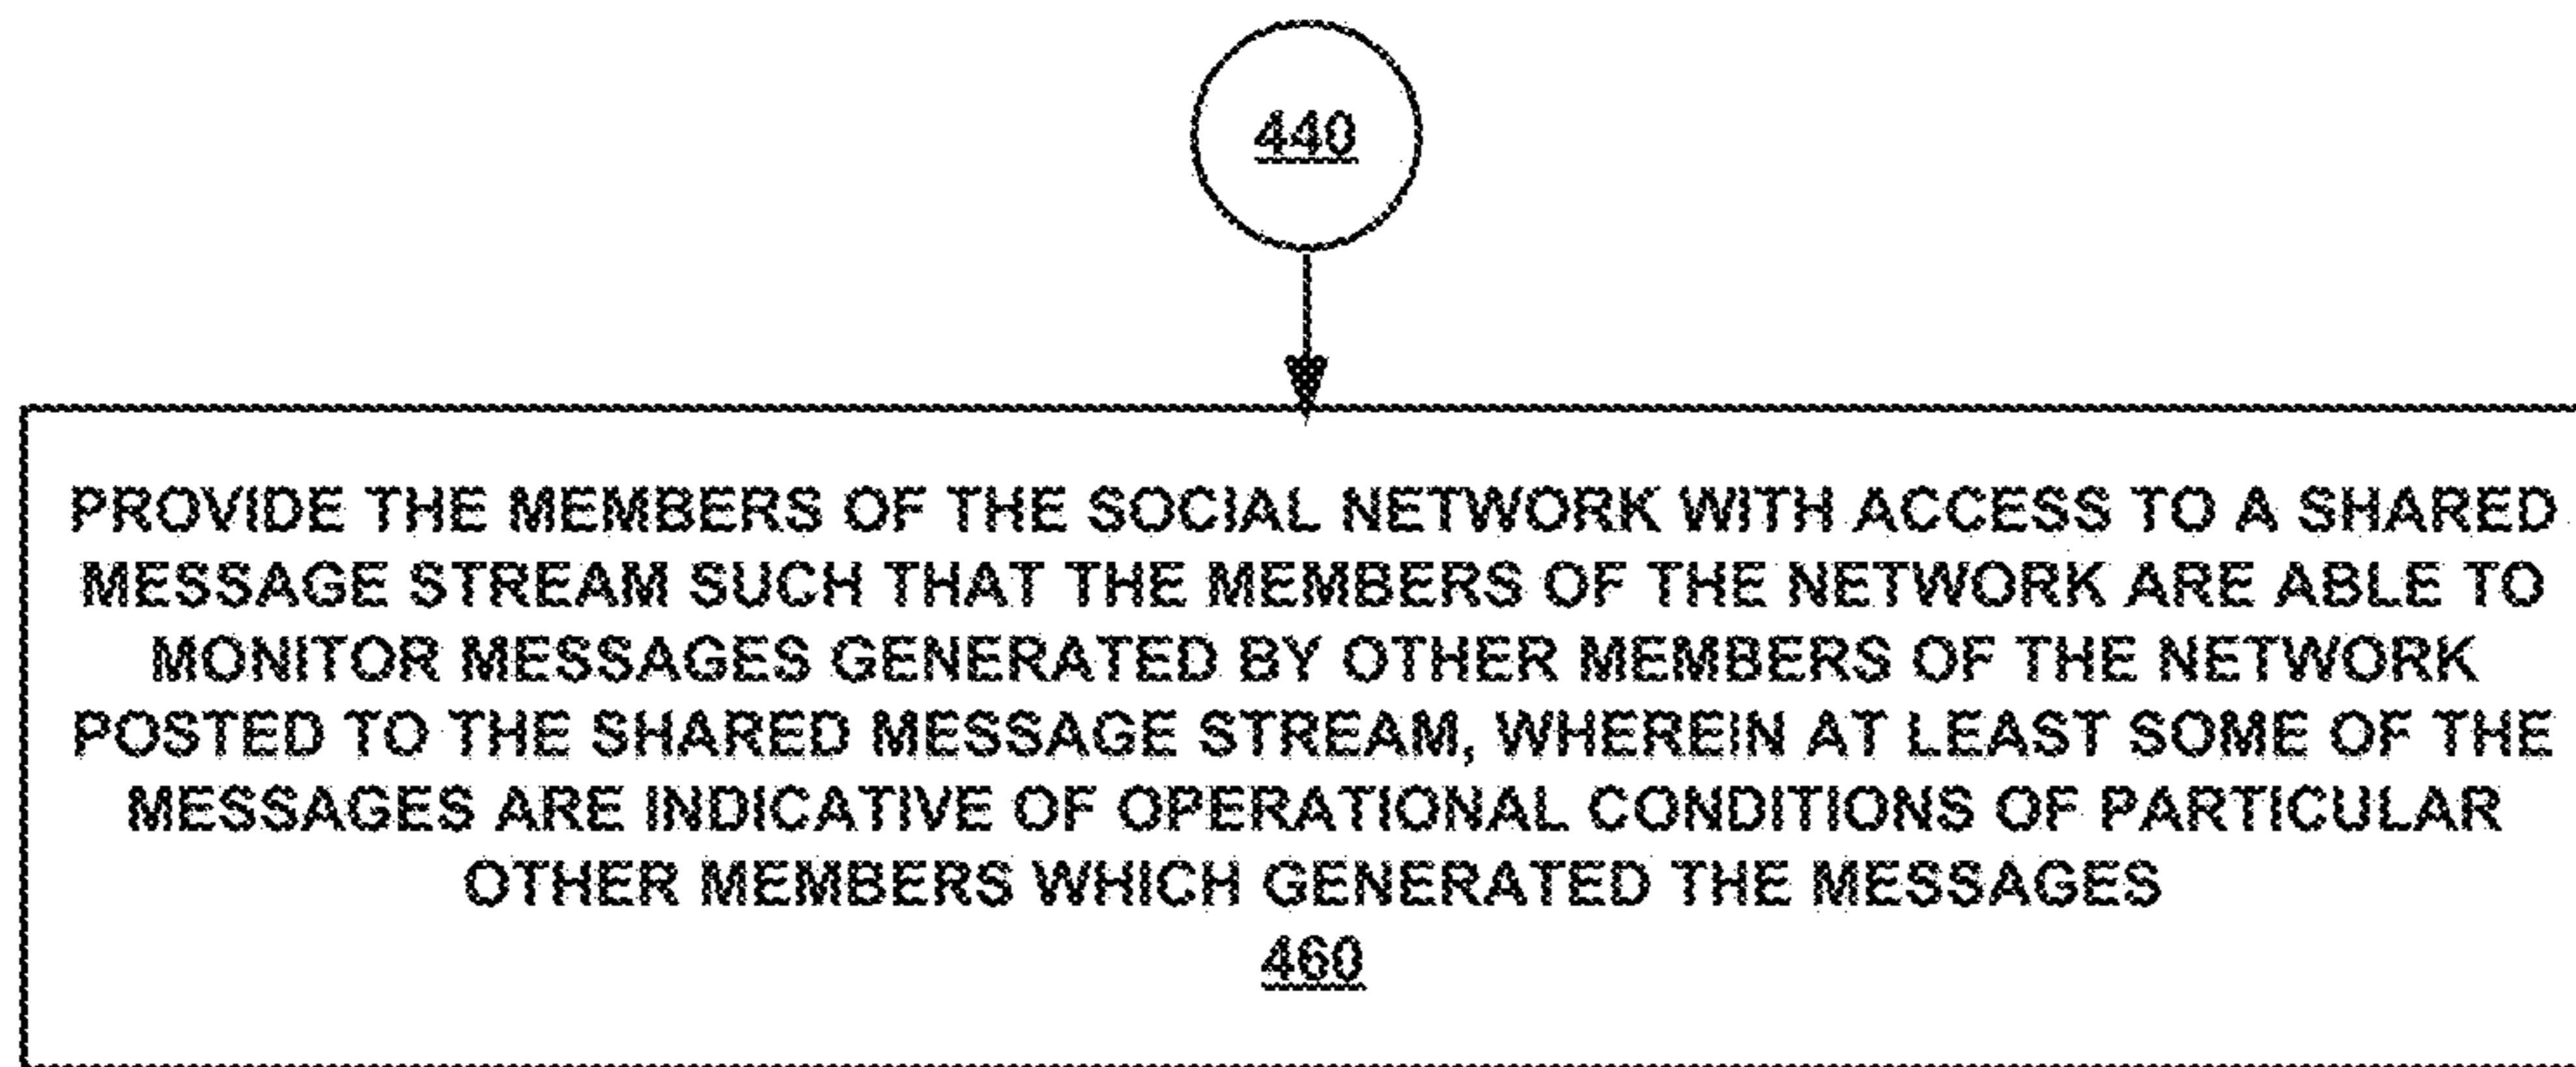 440
PROVIDE THE MEMBERS OF THE SOCIAL NETWORK WITH ACCESS TO A SHARED
MESSAGE STREAM SUCH THAT THE MEMBERS OF THE NETWORK ARE ABLE TO
MONITOR MESSAGES GENERATED BY OTHER MEMBERS OF THE NETWORK
POSTED TO THE SHARED MESSAGE STREAM, WHEREIN AT LEAST SOME OF THE
MESSAGES ARE INDICATIVE OF OPERATIONAL CONDITIONS OF PARTICULAR
OTHER MEMBERS WHICH GENERATED THE MESSAGES
460